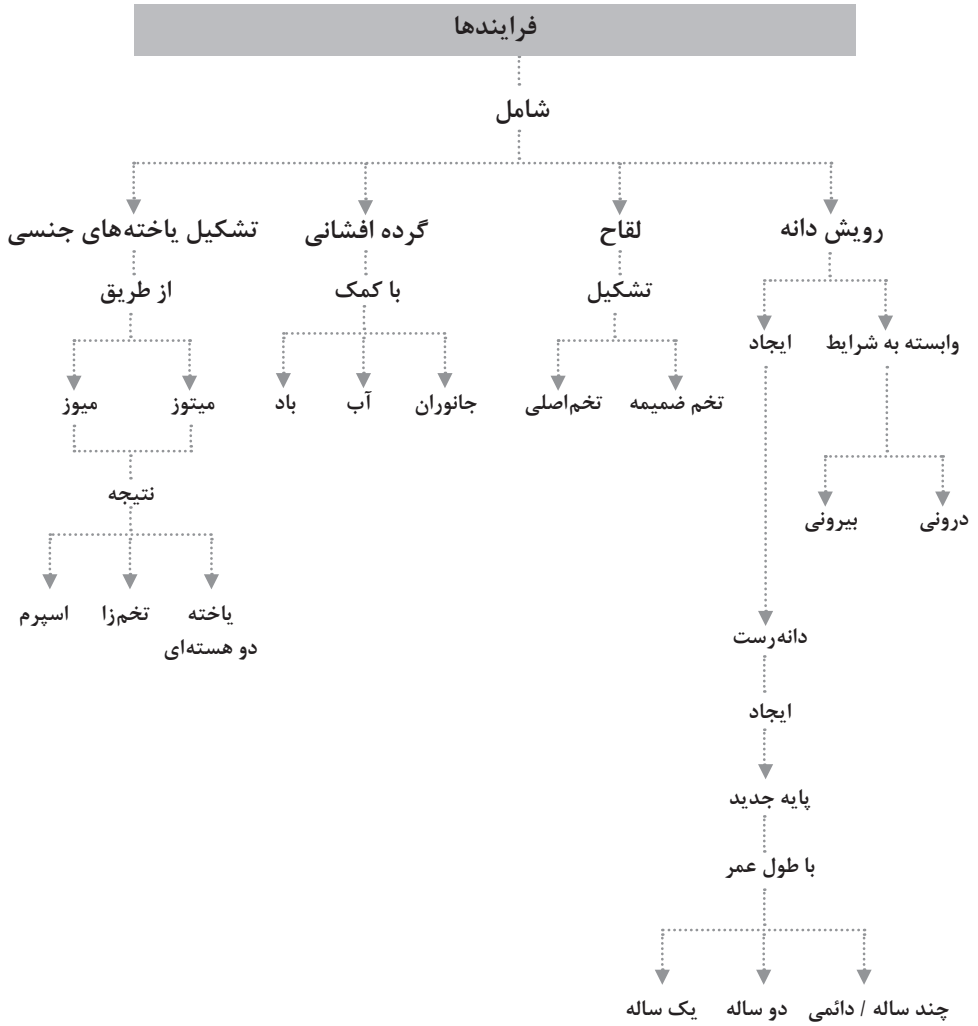 فرایندها
شامل
رویش دانه
لقاح
گرده افشانی
تشکیل یاخته‌های جنسی
تشکیل
با کمک
از طریق
وابسته به شرایط
ایجاد
تخم ضمیمه
تخم‌اصلی
جانوران
آب
باد
میتوز
میوز
نتیجه
درونی
بیرونی
یاخته
دو هسته‌ای
تخم‌زا
اسپرم
دانه‌رست
ایجاد
پایه جدید
با طول عمر
چند ساله / دائمی
دو ساله
یک ساله